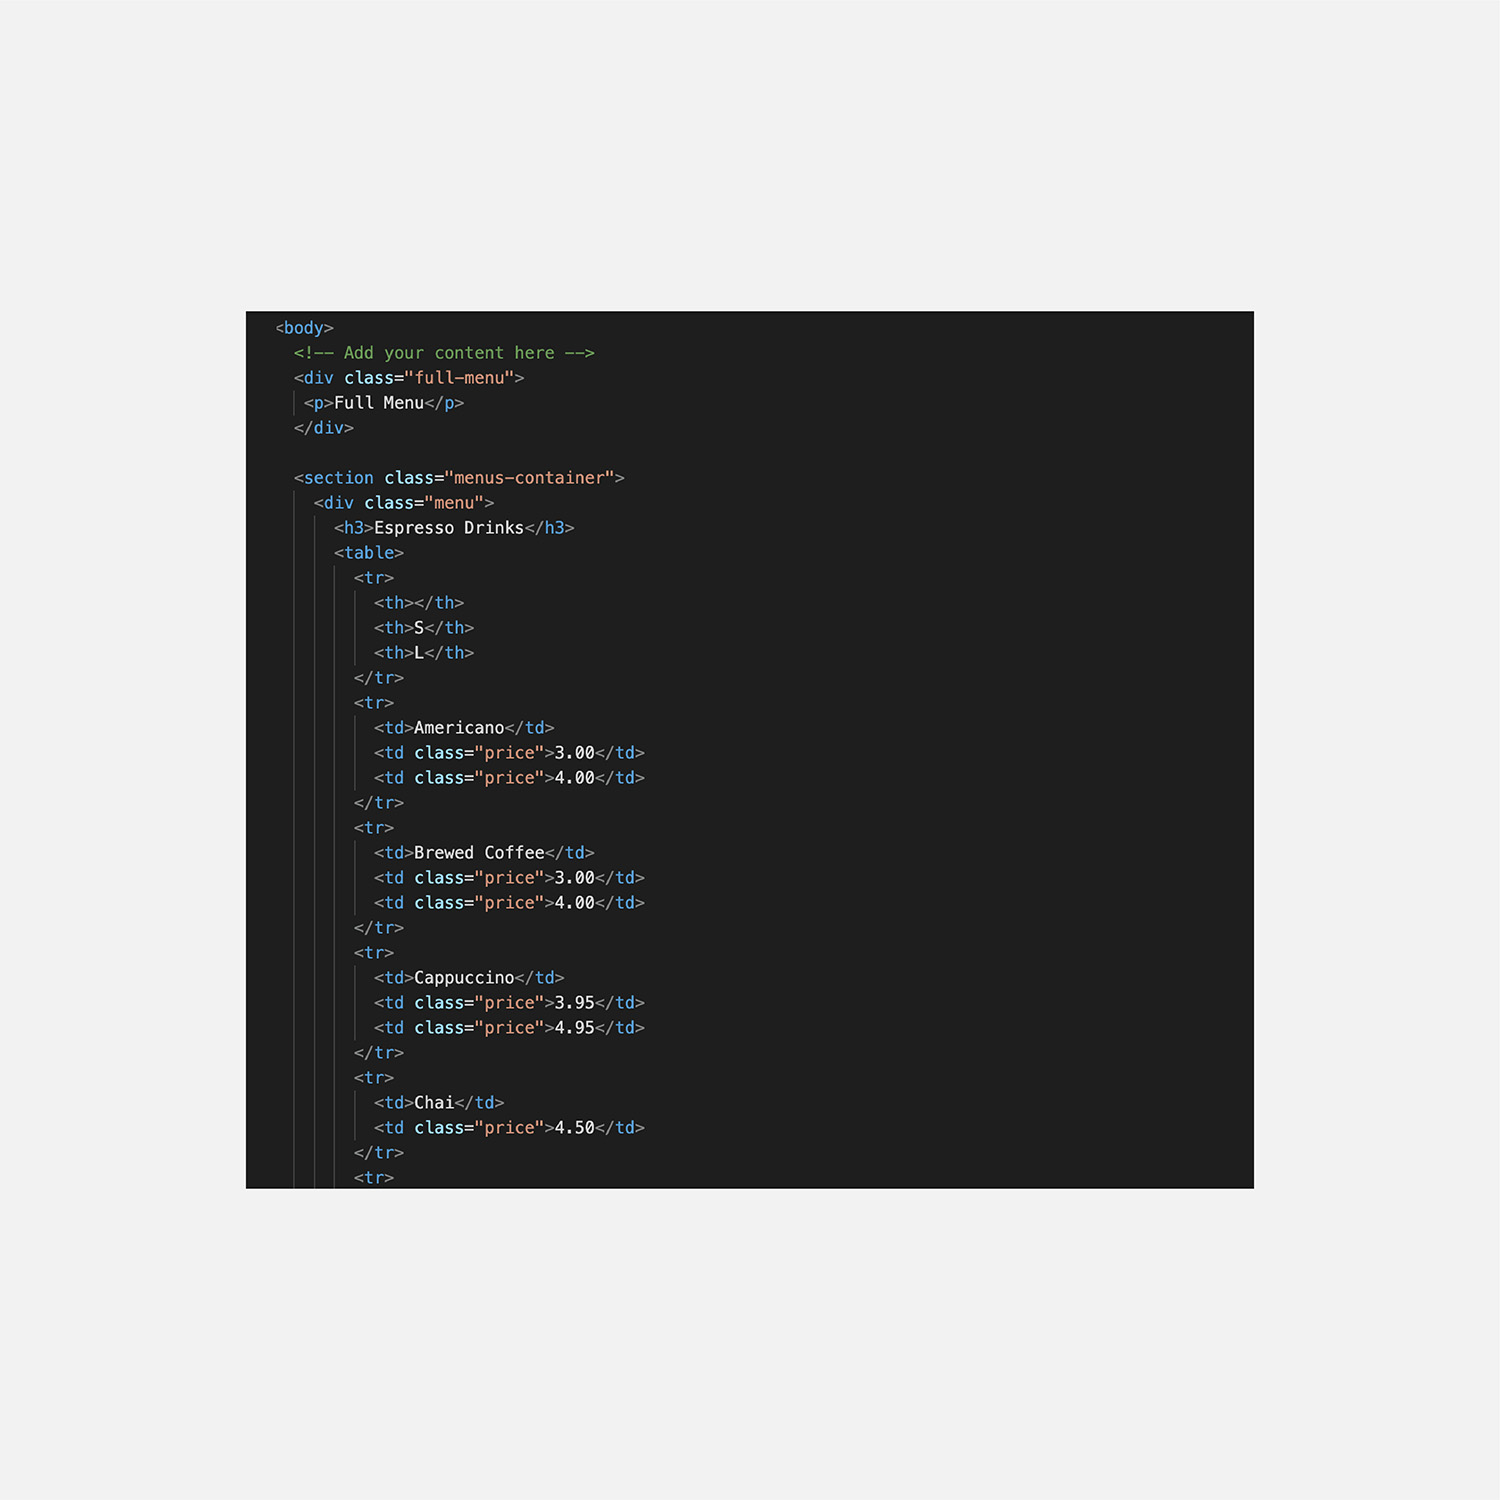 <body>
<!-- Add your content here -->
<div class="full-menu">
<p>Full Menu</p>
</div>
<section class="menus-container">
<div class="menu">
<h3>Espresso Drinks</h3>
<table>
<tr>
<th></th>
<th>S</th>
<th>L</th>
</tr>
<tr>
<td>Americano</td>
<td class="price">3.00</td>
<td class="price">4.00</td>
</tr>
<tr>
<td>Brewed Coffee</td>
<td class="price">3.00</td>
<td class="price">4.00</td>
</tr>
<tr>
<td>Cappuccino</td>
<td class="price">3.95</td>
<td class="price">4.95</td>
</tr>
<tr>
<td>Chai</td>
<td class="price">4.50</td>
</tr>
<tr>